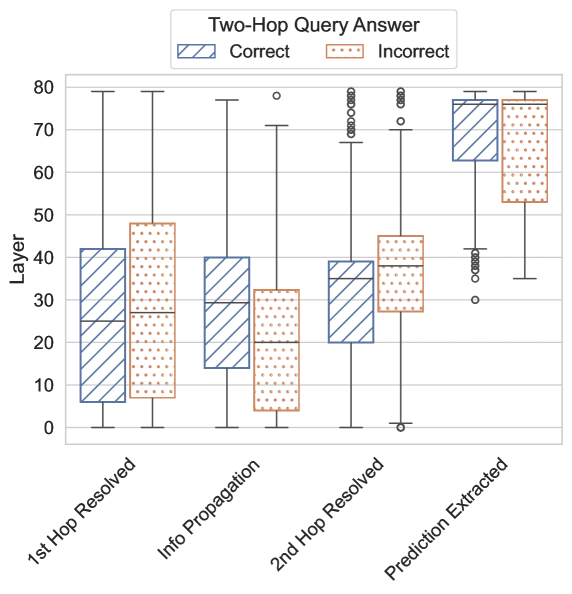 Two-Hop Query Answer
Correct Incorrect
80
70
60
50
40
30
20
10
0
Layer
1st Hop Resolved
Info Propagation
2nd Hop Resolved
Prediction Extracted